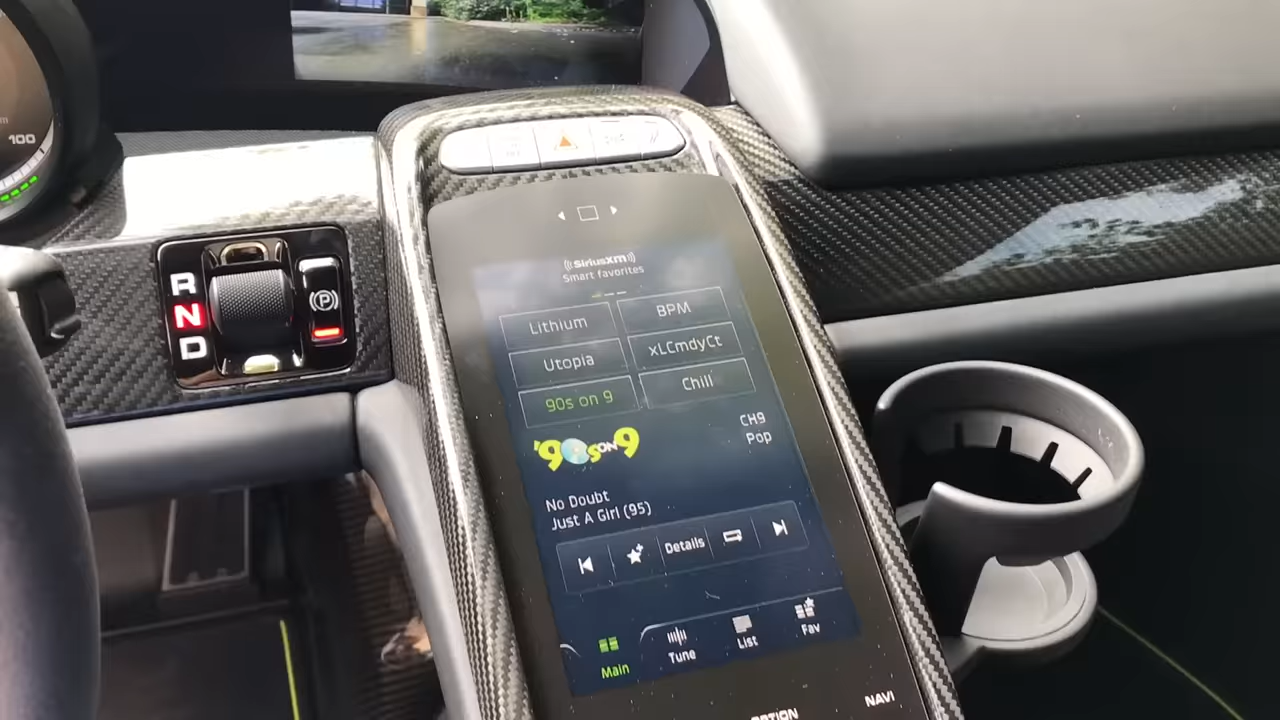 100
R
N
D
P
SiriusXM
Smart favorites
Lithium
BPM
Utopia
xLCmdyCt
90s on 9
Chill
'90s ON 9
CH9
Pop
No Doubt
Just A Girl (95)
Details
Main
Tune
List
Fav
OPTION
NAVI